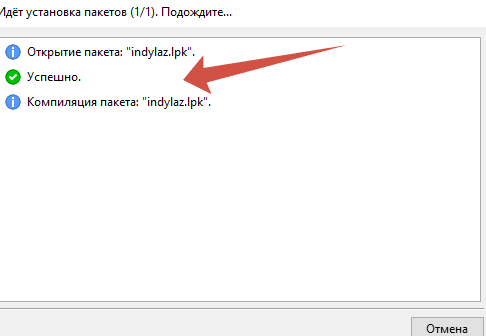 Идёт установка пакетов (1/1). Подождите...
Открытие пакета: "indylaz.lpk".
Успешно.
Компиляция пакета: "indylaz.lpk".
Отмена